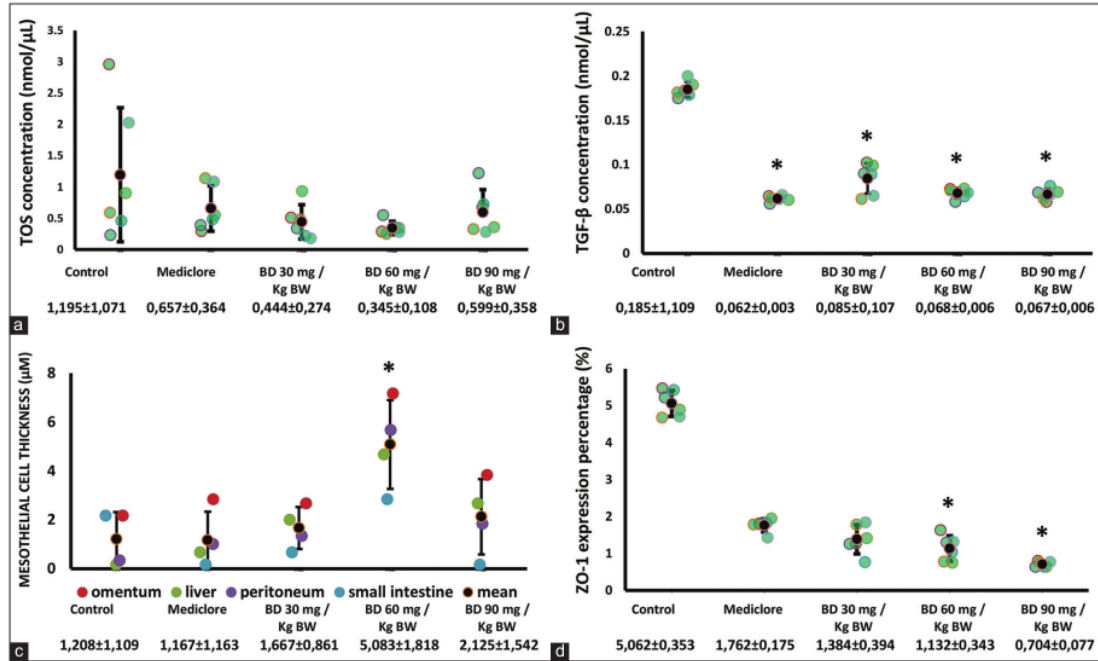 TOS concentration (nmol/µL)
3.5
3
2.5
2
1.5
1
0.5
0
Control Mediclore BD 30 mg / BD 60 mg / BD 90 mg /
Kg BW Kg BW Kg BW
1,195±1,071 0,657±0,364 0,444±0,274 0,345±0,108 0,599±0,358
a
TGF-β concentration (nmol/µL)
0.25
0.2
0.15
0.1
0.05
0
* * * *
Control Mediclore BD 30 mg / BD 60 mg / BD 90 mg /
Kg BW Kg BW Kg BW
0,185±1,109 0,062±0,003 0,085±0,107 0,068±0,006 0,067±0,006
b
MESOTHELIAL CELL THICKNESS (µM)
8
6
4
2
0
*
omentum liver peritoneum small intestine mean
Control Mediclore BD 30 mg / BD 60 mg / BD 90 mg /
Kg BW Kg BW Kg BW
1,208±1,109 1,167±1,163 1,667±0,861 5,083±1,818 2,125±1,542
c
ZO-1 expression percentage (%)
6
5
4
3
2
1
0
* *
Control Mediclore BD 30 mg / BD 60 mg / BD 90 mg /
Kg BW Kg BW Kg BW
5,062±0,353 1,762±0,175 1,384±0,394 1,132±0,343 0,704±0,077
d